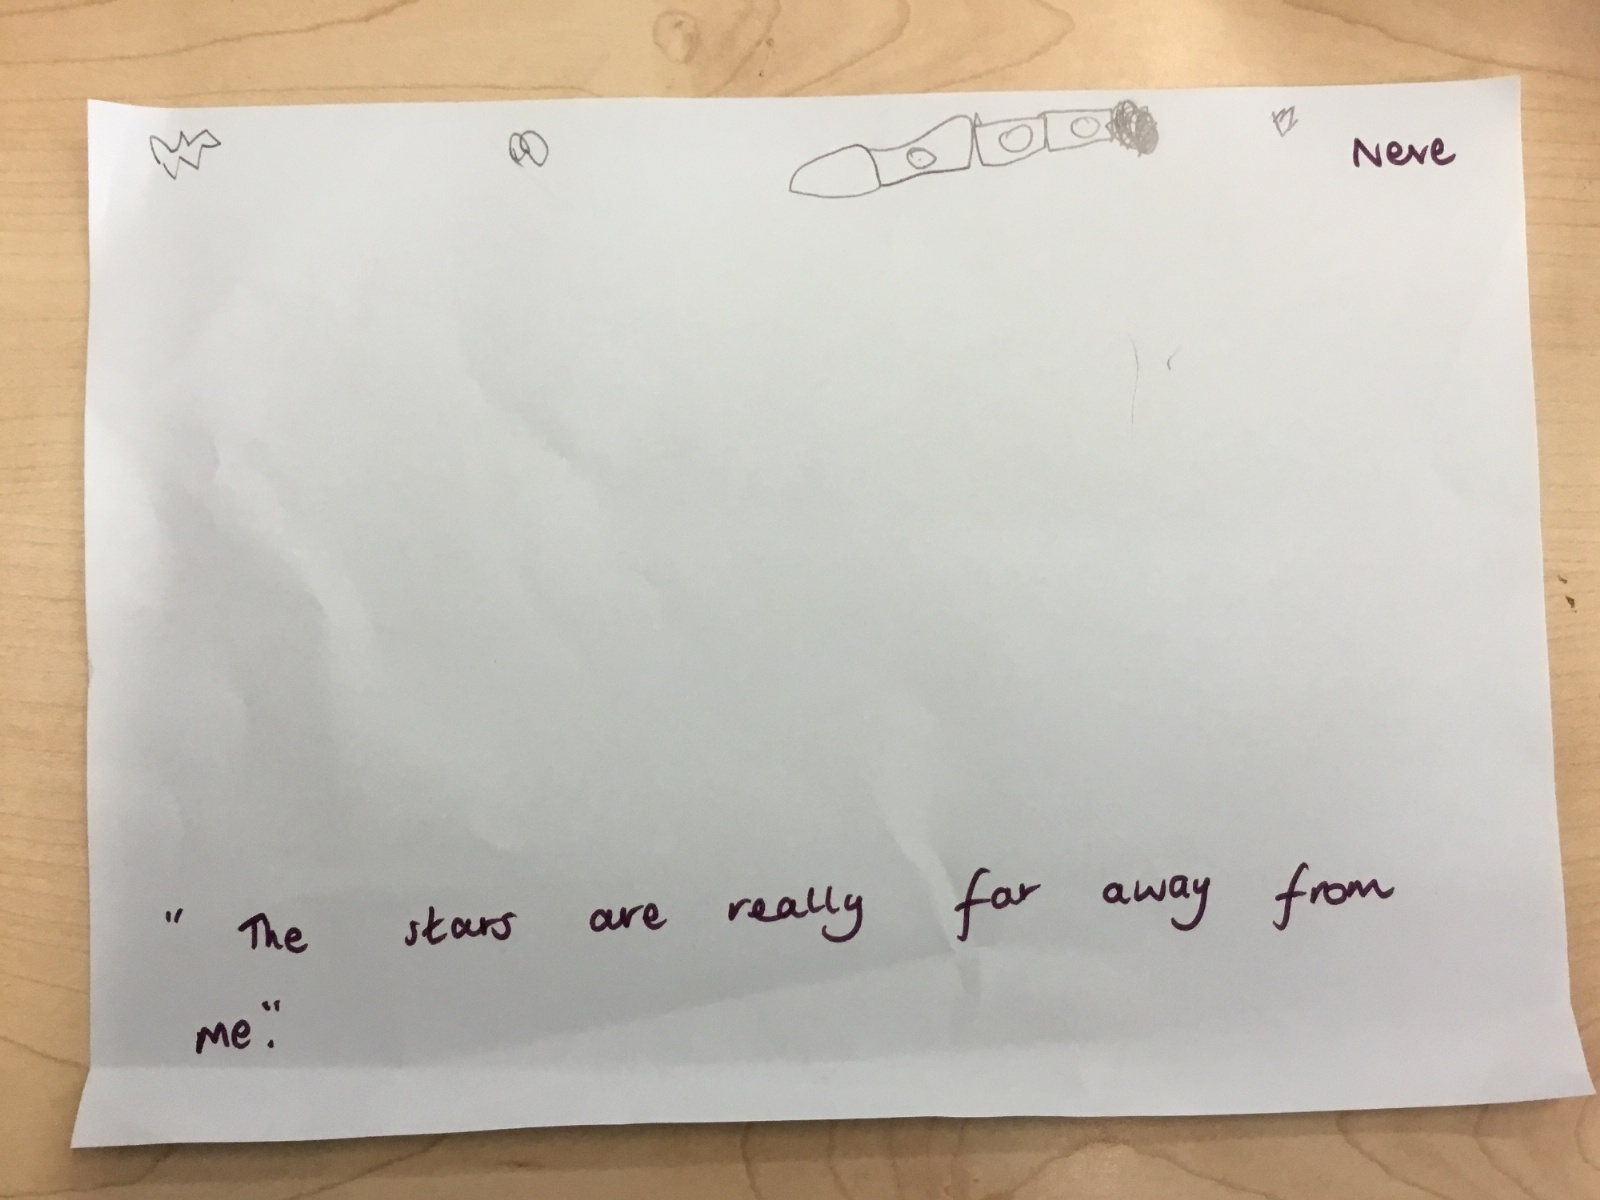 Neve
" The stars are really far away from
me."